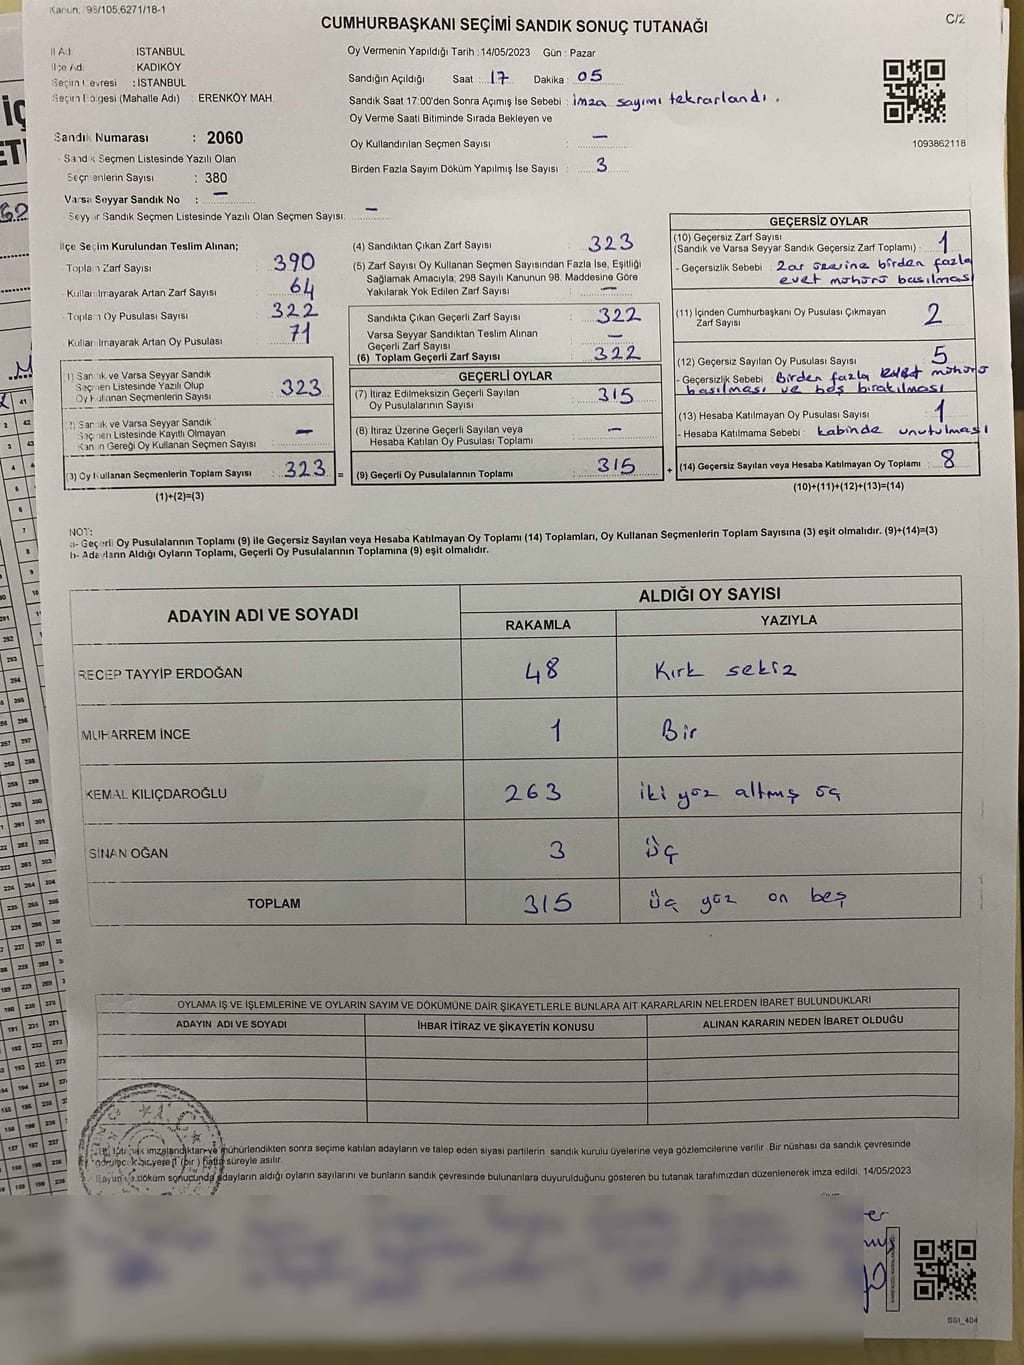 Kanun: 98/105,6271/18-1
CUMHURBAŞKANI SEÇİMİ SANDIK SONUÇ TUTANAĞI
C/2
İl Adı : İSTANBUL
İlçe Adı : KADIKÖY
Seçim Çevresi : İSTANBUL
Seçim Bölgesi (Mahalle Adı) : ERENKÖY MAH.
Sandık Numarası : 2060
Sandık Seçmen Listesinde Yazılı Olan
Seçmenlerin Sayısı : 380
Varsa Seyyar Sandık No : —
Seyyar Sandık Seçmen Listesinde Yazılı Olan Seçmen Sayısı: —
Oy Vermenin Yapıldığı Tarih : 14/05/2023 Gün : Pazar
Sandığın Açıldığı Saat : 17 Dakika : 05
Sandık Saat 17:00'den Sonra Açımış İse Sebebi : İmza sayımı tekrarlandı.
Oy Verme Saati Bitiminde Sırada Bekleyen ve
Oy Kullandırılan Seçmen Sayısı : —
Birden Fazla Sayım Döküm Yapılmış İse Sayısı : 3
1093862118
İlçe Seçim Kurulundan Teslim Alınan;
Toplam Zarf Sayısı : 390
Kullanılmayarak Artan Zarf Sayısı : 64
Toplam Oy Pusulası Sayısı : 322
Kullanılmayarak Artan Oy Pusulası : 71
(1) Sandık ve Varsa Seyyar Sandık
Seçmen Listesinde Yazılı Olup
Oy Kullanan Seçmenlerin Sayısı : 323
(2) Sandık ve Varsa Seyyar Sandık
Seçmen Listesinde Kayıtlı Olmayan
Kanun Gereği Oy Kullanan Seçmen Sayısı : —
(3) Oy Kullanan Seçmenlerin Toplam Sayısı : 323 =
(1)+(2)=(3)
(4) Sandıktan Çıkan Zarf Sayısı : 323
(5) Zarf Sayısı Oy Kullanan Seçmen Sayısından Fazla İse, Eşitliği
Sağlamak Amacıyla; 298 Sayılı Kanunun 98. Maddesine Göre
Yakılarak Yok Edilen Zarf Sayısı : —
Sandıkta Çıkan Geçerli Zarf Sayısı : 322
Varsa Seyyar Sandıktan Teslim Alınan
Geçerli Zarf Sayısı : —
(6) Toplam Geçerli Zarf Sayısı : 322
GEÇERLİ OYLAR
(7) İtiraz Edilmeksizin Geçerli Sayılan
Oy Pusulalarının Sayısı : 315
(8) İtiraz Üzerine Geçerli Sayılan veya
Hesaba Katılan Oy Pusulaları Toplamı : —
(9) Geçerli Oy Pusulalarının Toplamı : 315 +
GEÇERSİZ OYLAR
(10) Geçersiz Zarf Sayısı
(Sandık ve Varsa Seyyar Sandık Geçersiz Zarf Toplamı) : 1
- Geçersizlik Sebebi : Zar üzerine birden fazla
evet mührü basılması
(11) İçinden Cumhurbaşkanı Oy Pusulası Çıkmayan
Zarf Sayısı : 2
(12) Geçersiz Sayılan Oy Pusulası Sayısı : 5
- Geçersizlik Sebebi : Birden fazla evet mührü
basılması ve boş bırakılması
(13) Hesaba Katılmayan Oy Pusulası Sayısı : 1
- Hesaba Katılmama Sebebi : kabinde unutulması
(14) Geçersiz Sayılan veya Hesaba Katılmayan Oy Toplamı : 8
(10)+(11)+(12)+(13)=(14)
NOT:
a- Geçerli Oy Pusulalarının Toplamı (9) ile Geçersiz Sayılan veya Hesaba Katılmayan Oy Toplamı (14) Toplamları, Oy Kullanan Seçmenlerin Toplam Sayısına (3) eşit olmalıdır. (9)+(14)=(3)
b- Adayların Aldığı Oyların Toplamı, Geçerli Oy Pusulalarının Toplamına (9) eşit olmalıdır.
ADAYIN ADI VE SOYADI
ALDIĞI OY SAYISI
RAKAMLA YAZIYLA
RECEP TAYYİP ERDOĞAN 48 Kırk sekiz
MUHARREM İNCE 1 Bir
KEMAL KILIÇDAROĞLU 263 iki yüz altmış üç
SİNAN OĞAN 3 üç
TOPLAM 315 üç yüz on beş
OYLAMA İŞ VE İŞLEMLERİNE VE OYLARIN SAYIM VE DÖKÜMÜNE DAİR ŞİKAYETLERLE BUNLARA AİT KARARLARIN NELERDEN İBARET BULUNDUKLARI
ADAYIN ADI VE SOYADI İHBAR İTİRAZ VE ŞİKAYETİN KONUSU ALINAN KARARIN NEDEN İBARET OLDUĞU
imzalandıktan ve mühürlendikten sonra seçime katılan adayların ve talep eden siyasi partilerin sandık kurulu üyelerine veya gözlemcilerine verilir. Bir nüshası da sandık çevresinde
bir yere 1 (bir) hafta süreyle asılır.
Sayım ve döküm sonucunda adayların aldığı oyların sayılarını ve bunların sandık çevresinde bulunanlara duyurulduğunu gösteren bu tutanak tarafımızdan düzenlenerek imza edildi. 14/05/2023
SSI_404